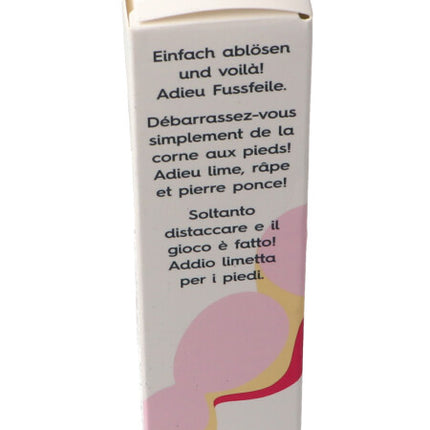 Einfach ablösen
und voilà!
Adieu Fussfeile.
Débarrassez-vous
simplement de la
corne aux pieds!
Adieu lime, râpe
et pierre ponce!
Soltanto
distaccare e il
gioco è fatto!
Addio limetta
per i piedi.